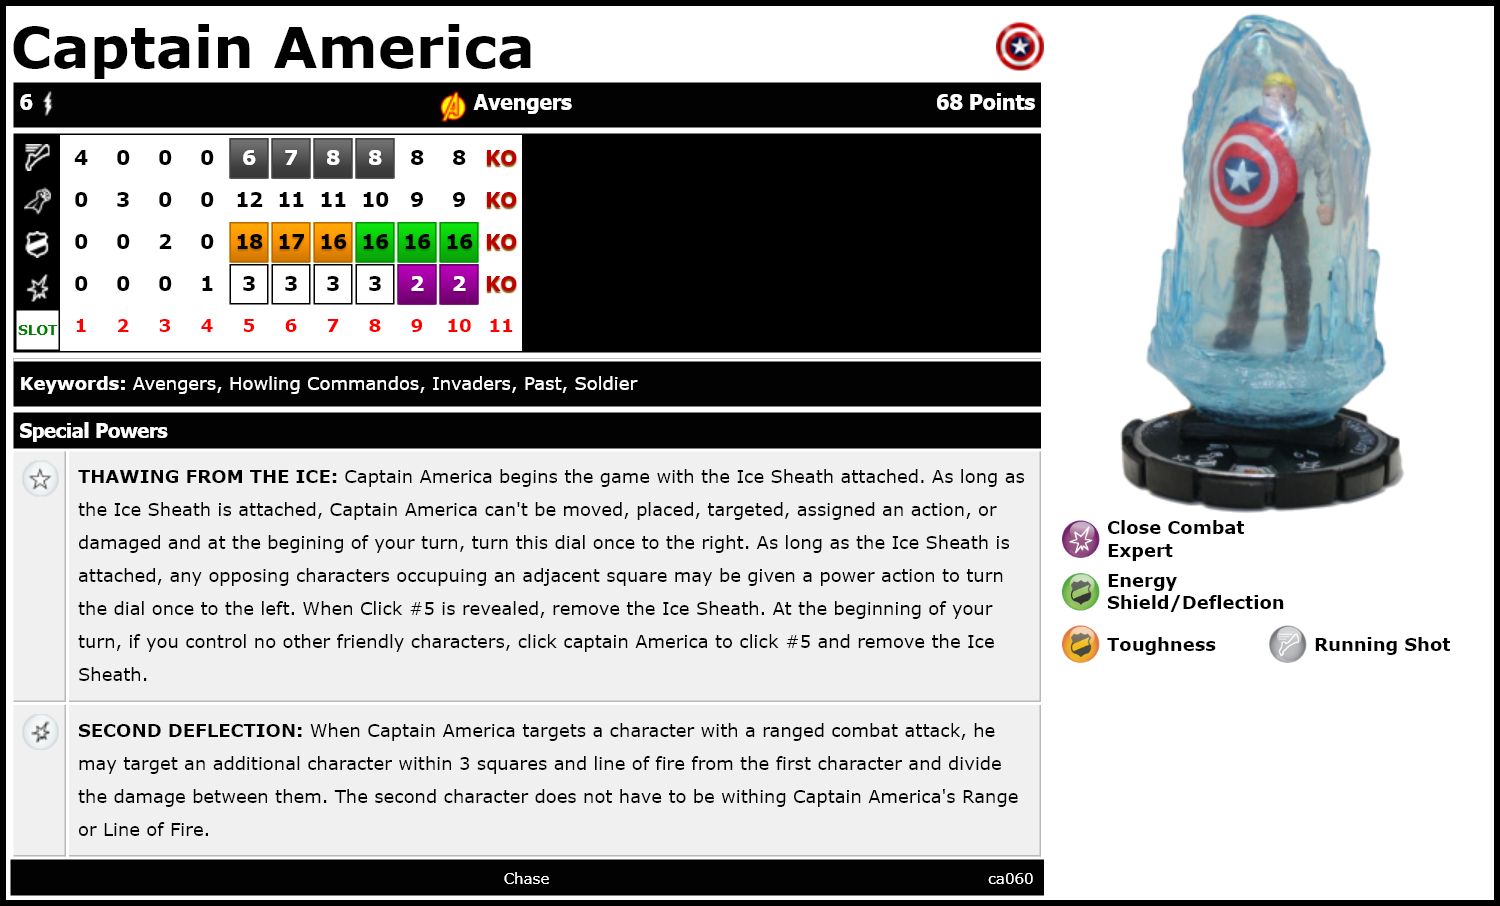 Captain America
6 Avengers 68 Points
4 0 0 0 6 7 8 8 8 8 KO
0 3 0 0 12 11 11 10 9 9 KO
0 0 2 0 18 17 16 16 16 16 KO
0 0 0 1 3 3 3 3 2 2 KO
SLOT 1 2 3 4 5 6 7 8 9 10 11
Keywords: Avengers, Howling Commandos, Invaders, Past, Soldier
Special Powers
THAWING FROM THE ICE: Captain America begins the game with the Ice Sheath attached. As long as
the Ice Sheath is attached, Captain America can't be moved, placed, targeted, assigned an action, or
damaged and at the begining of your turn, turn this dial once to the right. As long as the Ice Sheath is
attached, any opposing characters occupuing an adjacent square may be given a power action to turn
the dial once to the left. When Click #5 is revealed, remove the Ice Sheath. At the beginning of your
turn, if you control no other friendly characters, click captain America to click #5 and remove the Ice
Sheath.
SECOND DEFLECTION: When Captain America targets a character with a ranged combat attack, he
may target an additional character within 3 squares and line of fire from the first character and divide
the damage between them. The second character does not have to be withing Captain America's Range
or Line of Fire.
Chase ca060
Close Combat
Expert
Energy
Shield/Deflection
Toughness Running Shot